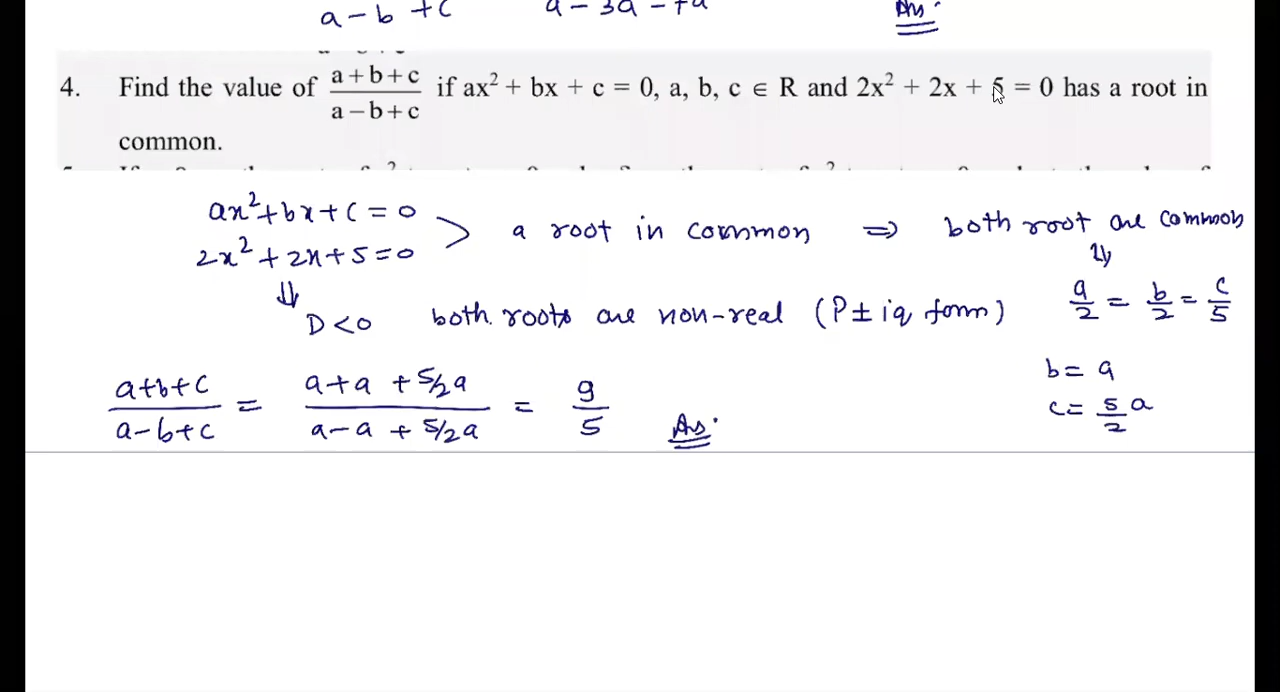 a-b+c a-3a-7a Ans.
4. Find the value of (a+b+c)/(a-b+c) if ax² + bx + c = 0, a, b, c ∈ R and 2x² + 2x + 5 = 0 has a root in
common.
ax²+bx+c=0
2x²+2x+5=0 > a root in common ⇒ both root are common
⇓ ⇓
D<0 both roots are non-real (P± iq form) a/2 = b/2 = c/5
b= a
c= 5/2 a
(a+b+c)/(a-b+c) = (a+a+5/2a)/(a-a+5/2a) = 9/5 Ans.